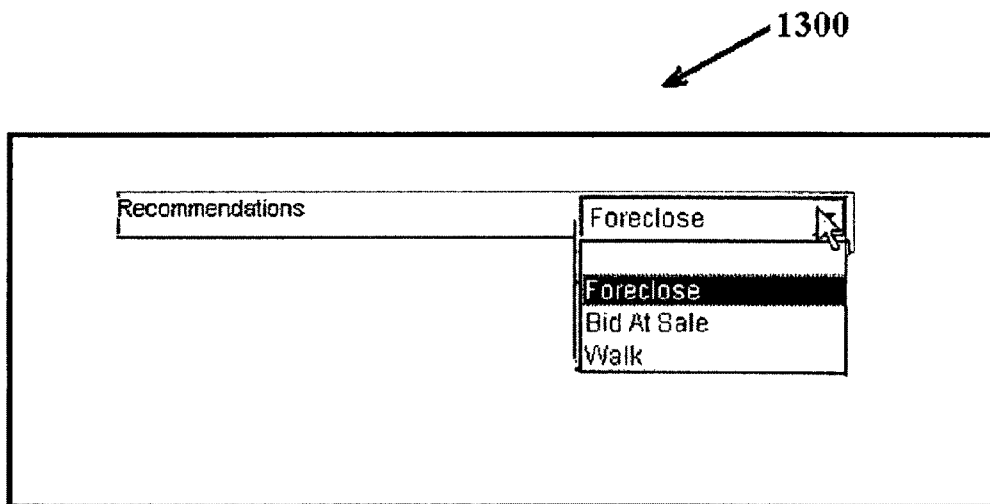 1300
Recommendations
Foreclose
Foreclose
Bid At Sale
Walk